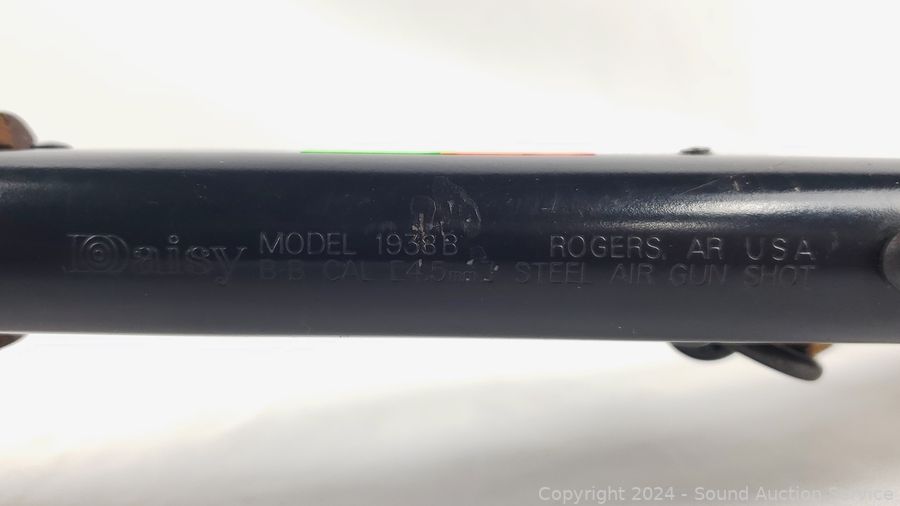 Daisy MODEL 1938B ROGERS, AR USA
B·B CAL [4.5mm] STEEL AIR GUN SHOT
Copyright 2024 - Sound Auction Service